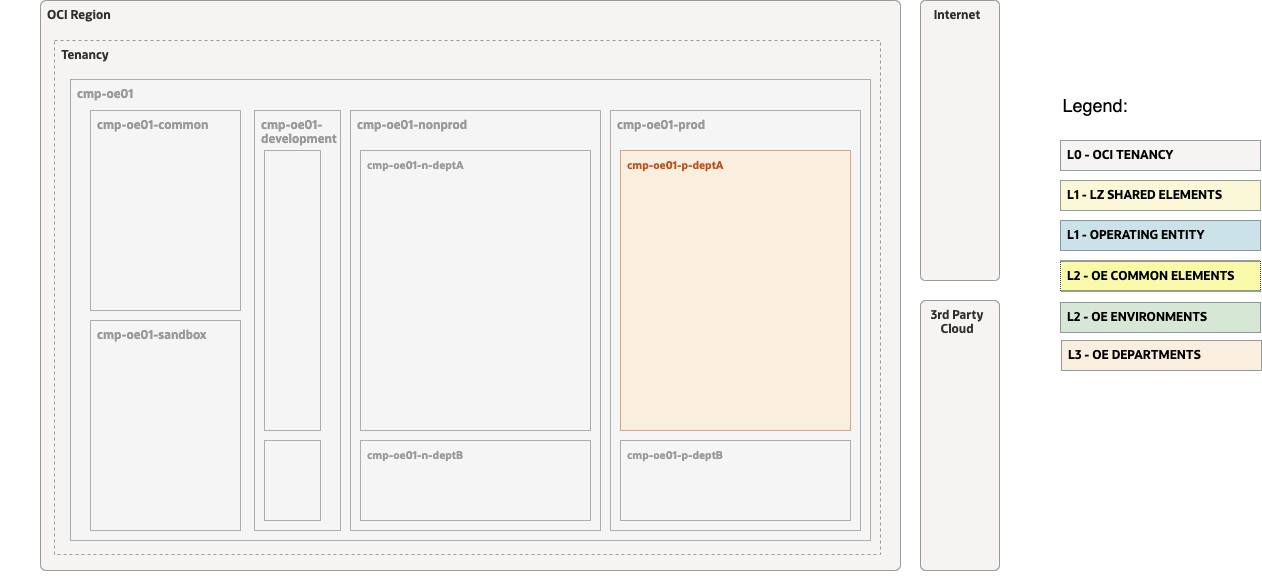 OCI Region
Tenancy
cmp-oe01
cmp-oe01-common
cmp-oe01-sandbox
cmp-oe01-
development
cmp-oe01-nonprod
cmp-oe01-n-deptA
cmp-oe01-n-deptB
cmp-oe01-prod
cmp-oe01-p-deptA
cmp-oe01-p-deptB
Internet
3rd Party
Cloud
Legend:
L0 - OCI TENANCY
L1 - LZ SHARED ELEMENTS
L1 - OPERATING ENTITY
L2 - OE COMMON ELEMENTS
L2 - OE ENVIRONMENTS
L3 - OE DEPARTMENTS